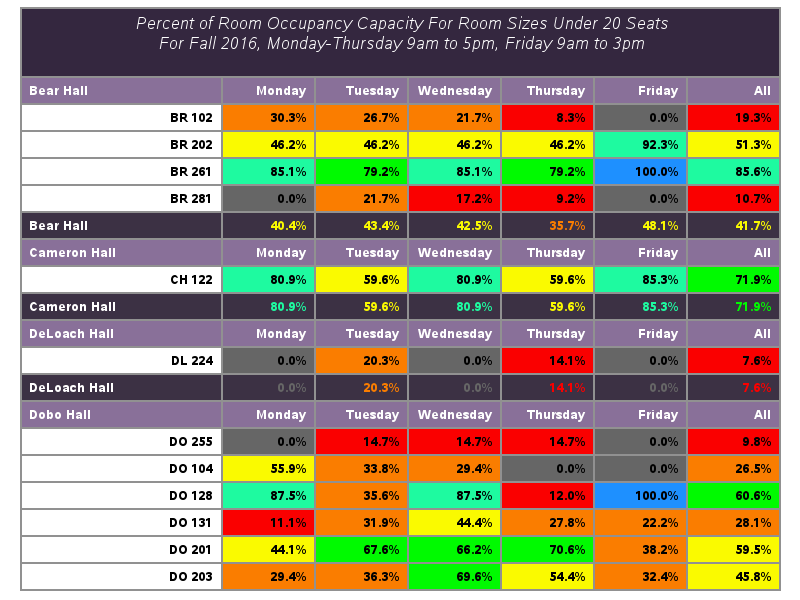 Percent of Room Occupancy Capacity For Room Sizes Under 20 Seats
For Fall 2016, Monday-Thursday 9am to 5pm, Friday 9am to 3pm
Bear Hall Monday Tuesday Wednesday Thursday Friday All
BR 102 30.3% 26.7% 21.7% 8.3% 0.0% 19.3%
BR 202 46.2% 46.2% 46.2% 46.2% 92.3% 51.3%
BR 261 85.1% 79.2% 85.1% 79.2% 100.0% 85.6%
BR 281 0.0% 21.7% 17.2% 9.2% 0.0% 10.7%
Bear Hall 40.4% 43.4% 42.5% 35.7% 48.1% 41.7%
Cameron Hall Monday Tuesday Wednesday Thursday Friday All
CH 122 80.9% 59.6% 80.9% 59.6% 85.3% 71.9%
Cameron Hall 80.9% 59.6% 80.9% 59.6% 85.3% 71.9%
DeLoach Hall Monday Tuesday Wednesday Thursday Friday All
DL 224 0.0% 20.3% 0.0% 14.1% 0.0% 7.6%
DeLoach Hall 0.0% 20.3% 0.0% 14.1% 0.0% 7.6%
Dobo Hall Monday Tuesday Wednesday Thursday Friday All
DO 255 0.0% 14.7% 14.7% 14.7% 0.0% 9.8%
DO 104 55.9% 33.8% 29.4% 0.0% 0.0% 26.5%
DO 128 87.5% 35.6% 87.5% 12.0% 100.0% 60.6%
DO 131 11.1% 31.9% 44.4% 27.8% 22.2% 28.1%
DO 201 44.1% 67.6% 66.2% 70.6% 38.2% 59.5%
DO 203 29.4% 36.3% 69.6% 54.4% 32.4% 45.8%